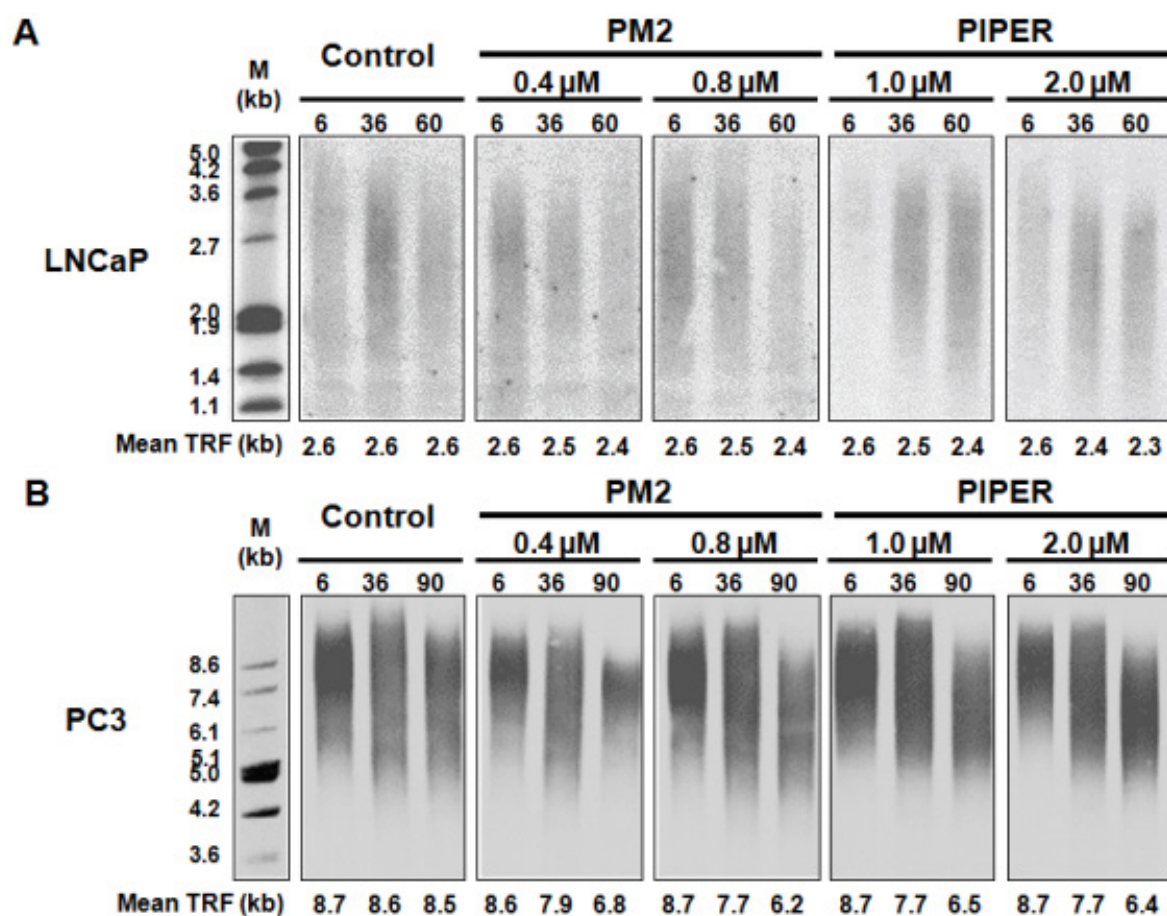 A
PM2 PIPER
Control
M
(kb)
0.4 µM 0.8 µM 1.0 µM 2.0 µM
6 36 60 6 36 60 6 36 60 6 36 60 6 36 60
5.0
4.2
3.6
2.7
LNCaP
2.0
1.9
1.4
1.1
Mean TRF (kb) 2.6 2.6 2.6 2.6 2.5 2.4 2.6 2.5 2.4 2.6 2.5 2.4 2.6 2.4 2.3
B
PM2 PIPER
Control
M
(kb)
0.4 µM 0.8 µM 1.0 µM 2.0 µM
6 36 90 6 36 90 6 36 90 6 36 90 6 36 90
8.6
7.4
PC3
6.1
5.1
5.0
4.2
3.6
Mean TRF (kb) 8.7 8.6 8.5 8.6 7.9 6.8 8.7 7.7 6.2 8.7 7.7 6.5 8.7 7.7 6.4